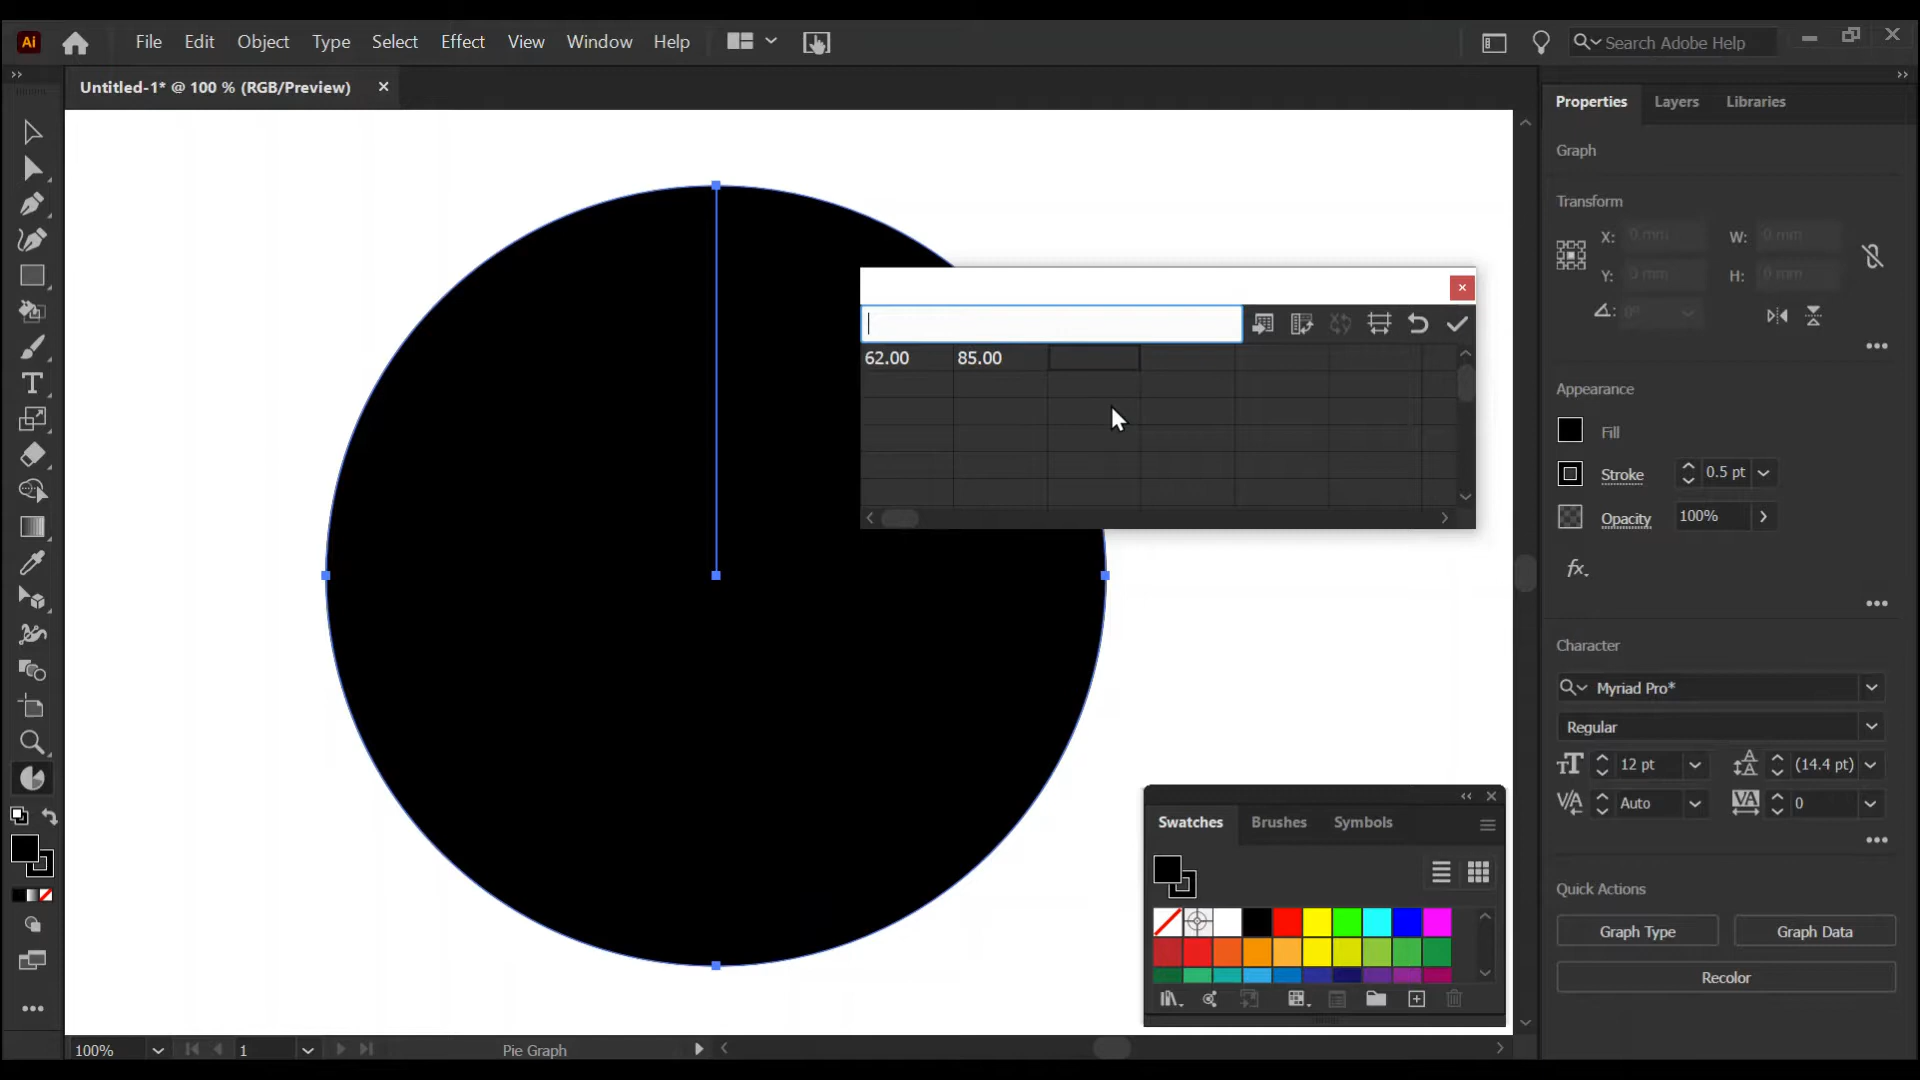 Ai File Edit Object Type Select Effect View Window Help Search Adobe Help
Untitled-1* @ 100 % (RGB/Preview)
62.00 85.00
Properties Layers Libraries
Graph
Transform
X: 0 mm W: 0 mm
Y: 0 mm H: 0 mm
0°
Appearance
Fill
Stroke 0.5 pt
Opacity 100%
fx.
Character
Myriad Pro*
Regular
12 pt (14.4 pt)
Auto 0
Quick Actions
Graph Type Graph Data
Recolor
Swatches Brushes Symbols
100% 1 Pie Graph